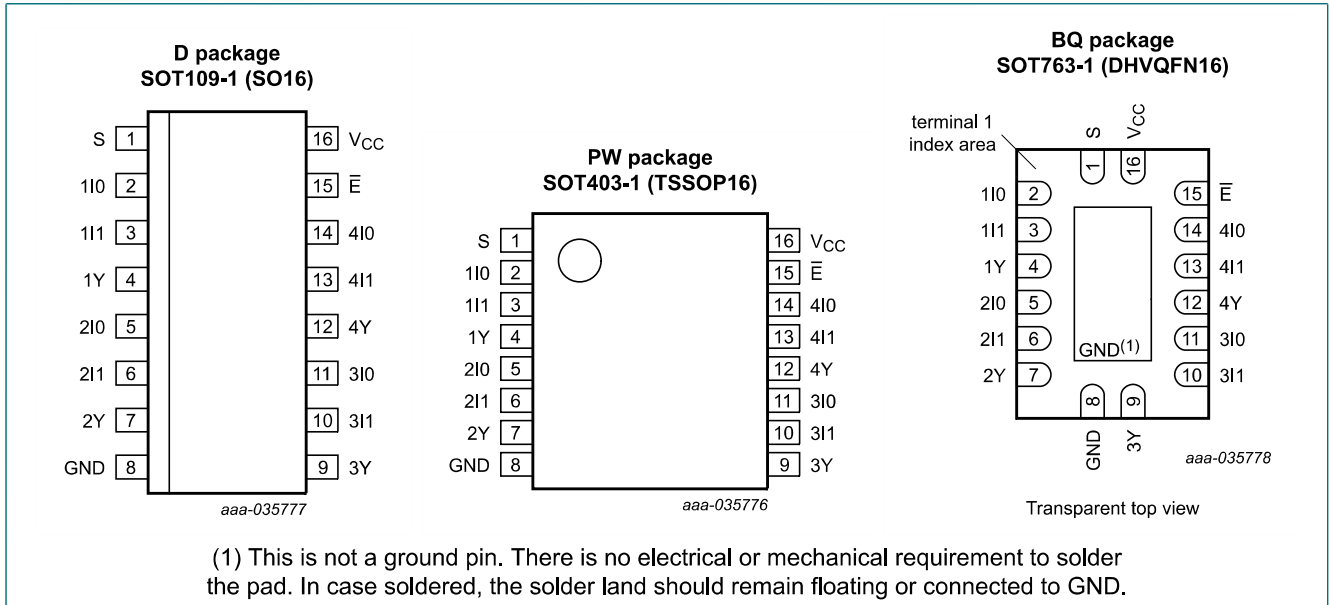 D package
SOT109-1 (SO16)
S 1
16 VCC
1I0 2
15 E̅
1I1 3
14 4I0
1Y 4
13 4I1
2I0 5
12 4Y
2I1 6
11 3I0
2Y 7
10 3I1
GND 8
9 3Y
aaa-035777
PW package
SOT403-1 (TSSOP16)
S 1
16 VCC
1I0 2
15 E̅
1I1 3
14 4I0
1Y 4
13 4I1
2I0 5
12 4Y
2I1 6
11 3I0
2Y 7
10 3I1
GND 8
9 3Y
aaa-035776
BQ package
SOT763-1 (DHVQFN16)
terminal 1
index area
S
VCC
1
16
1I0 2
15 E̅
1I1 3
14 4I0
1Y 4
13 4I1
2I0 5
12 4Y
2I1 6
11 3I0
2Y 7
10 3I1
GND(1)
8
9
GND
3Y
aaa-035778
Transparent top view
(1) This is not a ground pin. There is no electrical or mechanical requirement to solder
the pad. In case soldered, the solder land should remain floating or connected to GND.